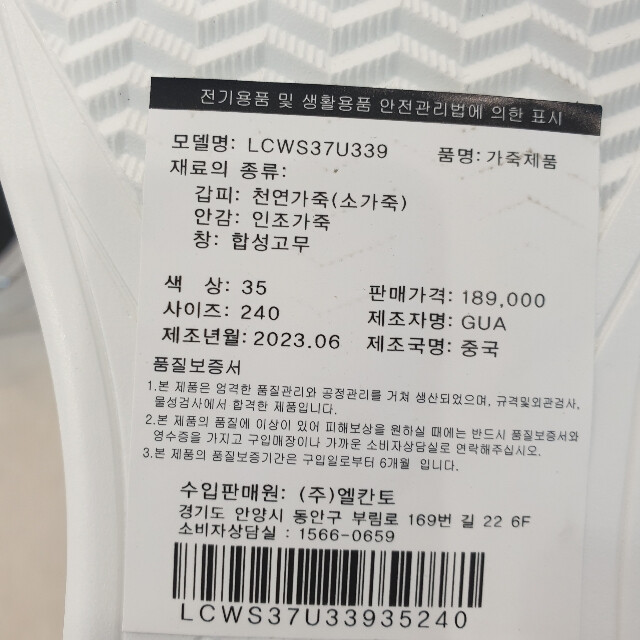 전기용품 및 생활용품 안전관리법에 의한 표시
모델명: LCWS37U339 품명: 가죽제품
재료의 종류:
갑피: 천연가죽(소가죽)
안감: 인조가죽
창: 합성고무
색 상: 35 판매가격: 189,000
사이즈: 240 제조자명: GUA
제조년월: 2023.06 제조국명: 중국
품질보증서
1.본 제품은 엄격한 품질관리와 공정관리를 거쳐 생산되었으며, 규격및외관검사,
물성검사에서 합격한 제품입니다.
2.본 제품의 품질에 이상이 있어 피해보상을 원하실 때에는 반드시 품질보증서와
영수증을 가지고 구입매장이나 가까운 소비자상담실로 연락해주십시오.
3.본 제품의 품질보증기간은 구입일로부터 6개월 입니다.
수입판매원: (주)엘칸토
경기도 안양시 동안구 부림로 169번 길 22 6F
소비자상담실 : 1566-0659
LCWS37U33935240